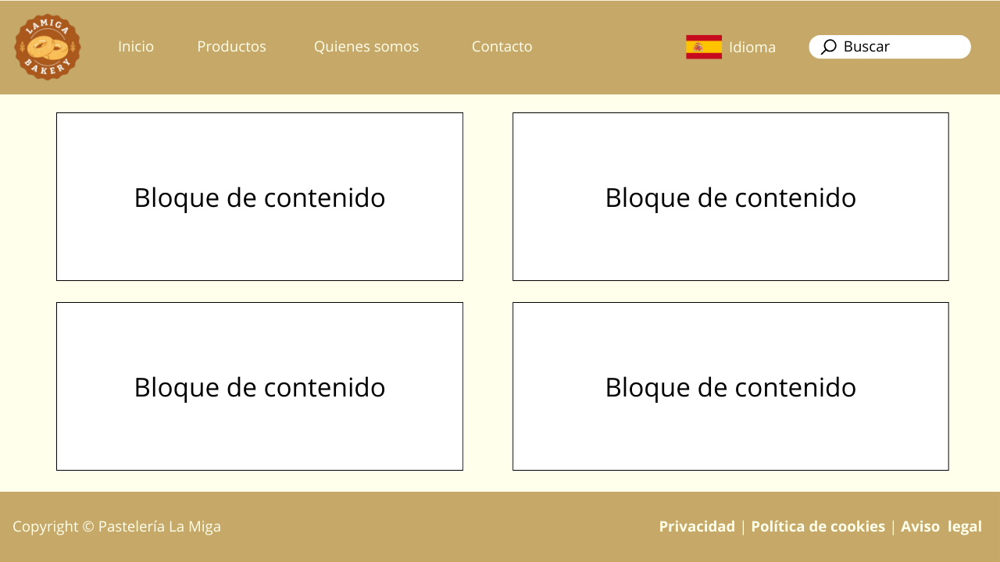 LAMIGA
BAKERY
Inicio Productos Quienes somos Contacto Idioma Buscar
Bloque de contenido Bloque de contenido
Bloque de contenido Bloque de contenido
Copyright © Pastelería La Miga Privacidad | Política de cookies | Aviso legal